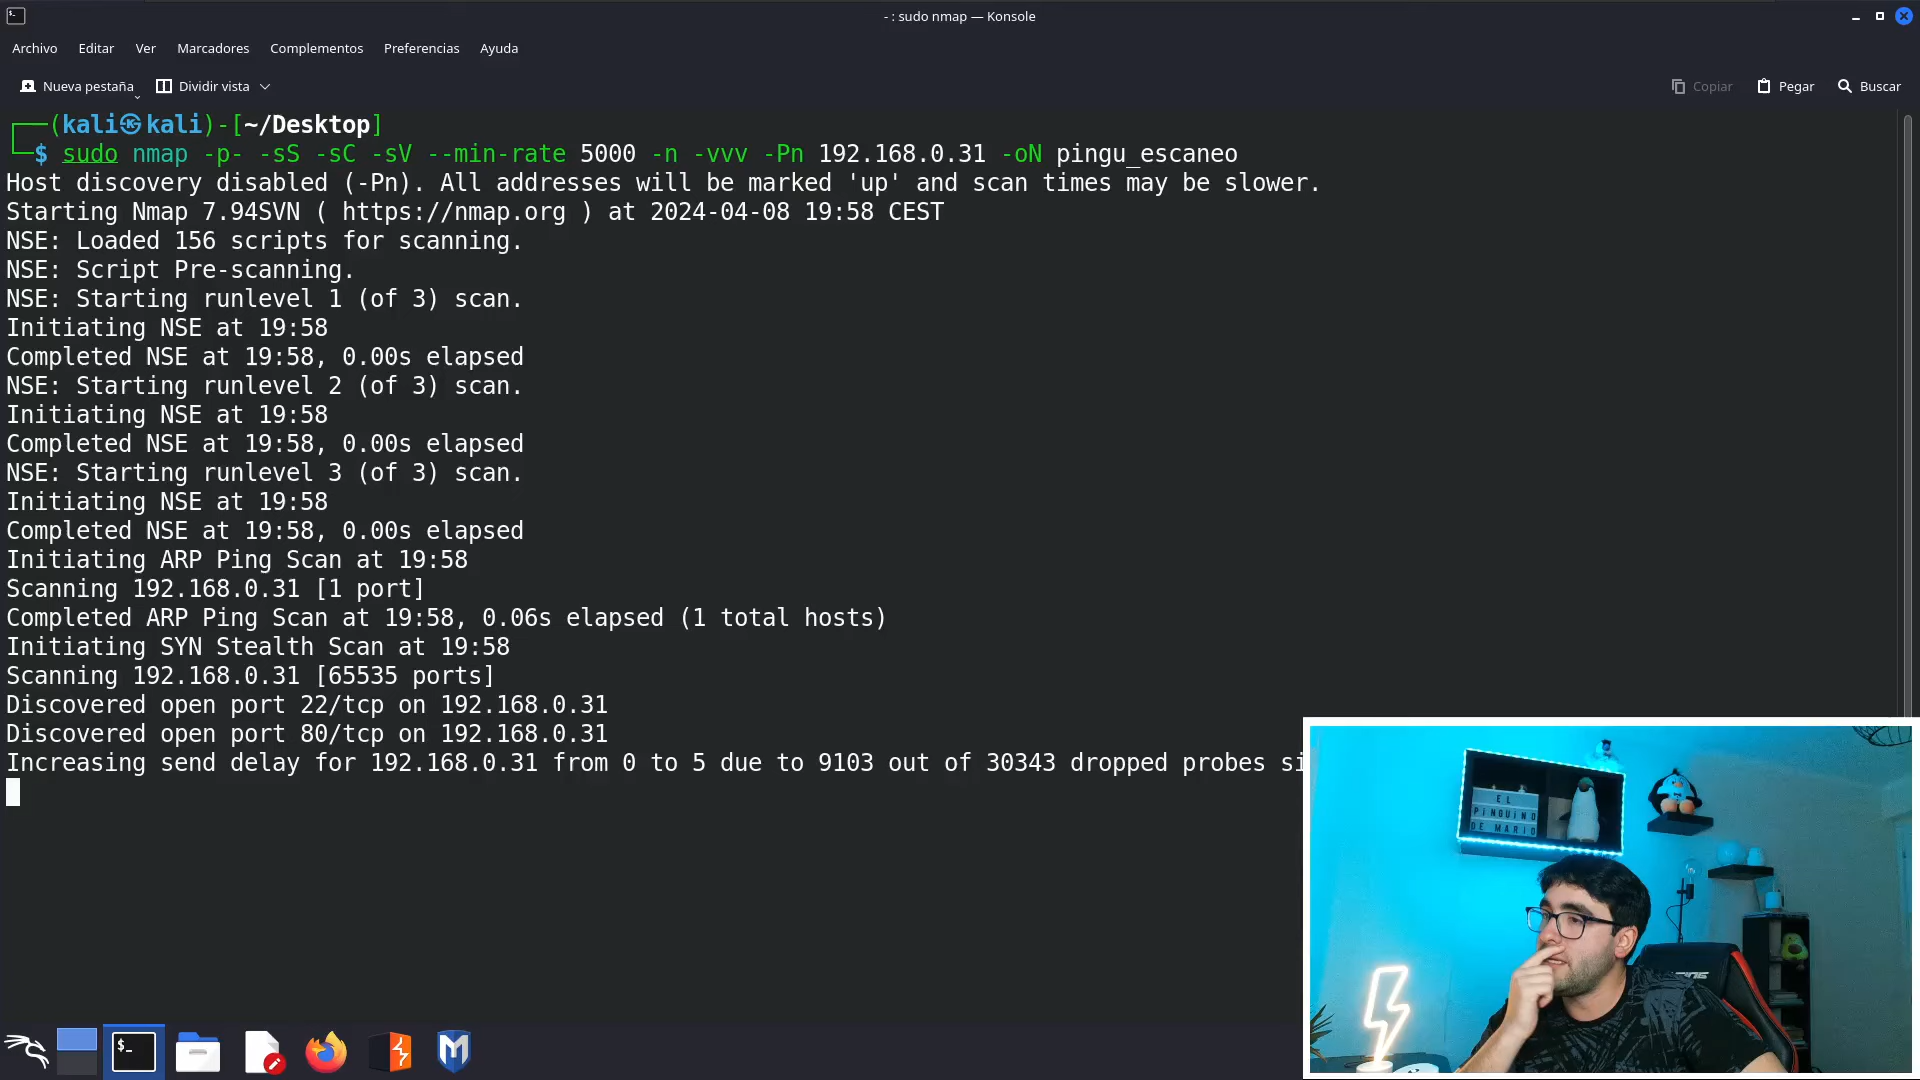 - : sudo nmap — Konsole
Archivo Editar Ver Marcadores Complementos Preferencias Ayuda
Nueva pestaña Dividir vista Copiar Pegar Buscar
(kali㉿kali)-[~/Desktop]
$ sudo nmap -p- -sS -sC -sV --min-rate 5000 -n -vvv -Pn 192.168.0.31 -oN pingu_escaneo
Host discovery disabled (-Pn). All addresses will be marked 'up' and scan times may be slower.
Starting Nmap 7.94SVN ( https://nmap.org ) at 2024-04-08 19:58 CEST
NSE: Loaded 156 scripts for scanning.
NSE: Script Pre-scanning.
NSE: Starting runlevel 1 (of 3) scan.
Initiating NSE at 19:58
Completed NSE at 19:58, 0.00s elapsed
NSE: Starting runlevel 2 (of 3) scan.
Initiating NSE at 19:58
Completed NSE at 19:58, 0.00s elapsed
NSE: Starting runlevel 3 (of 3) scan.
Initiating NSE at 19:58
Completed NSE at 19:58, 0.00s elapsed
Initiating ARP Ping Scan at 19:58
Scanning 192.168.0.31 [1 port]
Completed ARP Ping Scan at 19:58, 0.06s elapsed (1 total hosts)
Initiating SYN Stealth Scan at 19:58
Scanning 192.168.0.31 [65535 ports]
Discovered open port 22/tcp on 192.168.0.31
Discovered open port 80/tcp on 192.168.0.31
Increasing send delay for 192.168.0.31 from 0 to 5 due to 9103 out of 30343 dropped probes si
EL
PINGUINO
DE MARIO